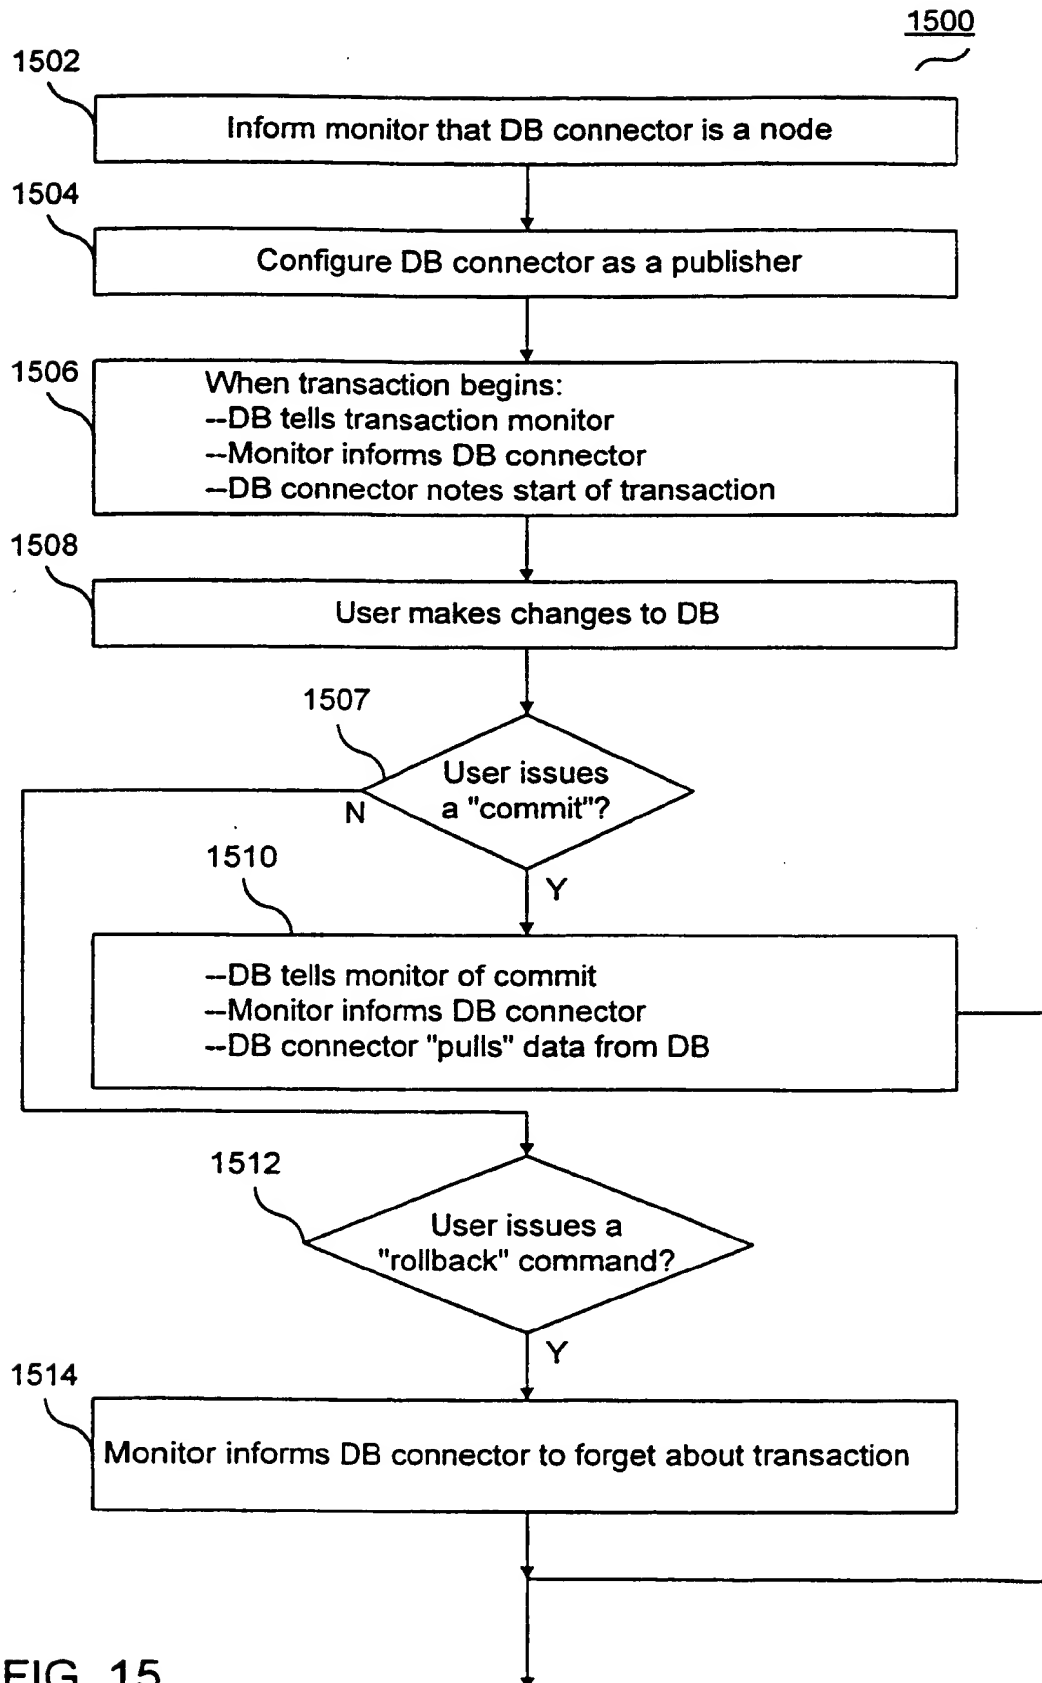 1500
1502
Inform monitor that DB connector is a node
1504
Configure DB connector as a publisher
1506
When transaction begins:
--DB tells transaction monitor
--Monitor informs DB connector
--DB connector notes start of transaction
1508
User makes changes to DB
1507
User issues
a "commit"?
N
Y
1510
--DB tells monitor of commit
--Monitor informs DB connector
--DB connector "pulls" data from DB
1512
User issues a
"rollback" command?
Y
1514
Monitor informs DB connector to forget about transaction
FIG. 15